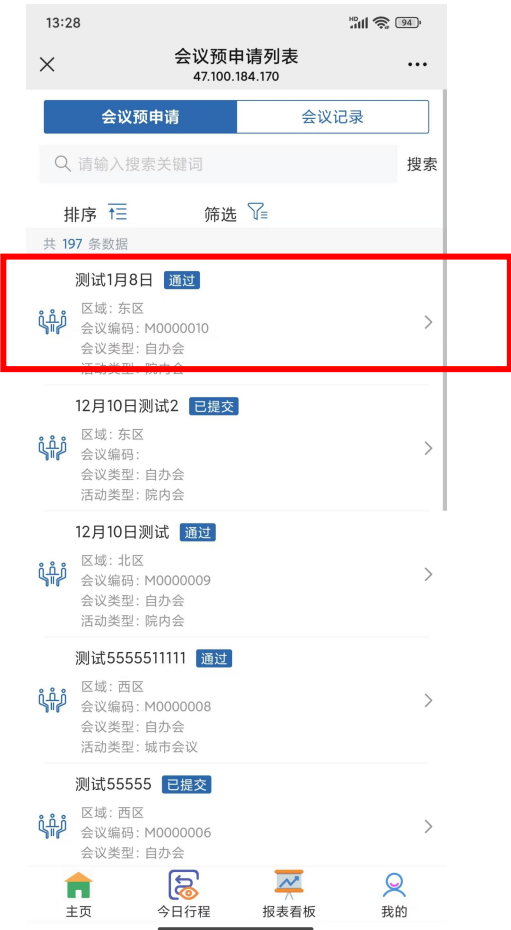 13:28
HD
94
会议预申请列表
47.100.184.170
会议预申请
会议记录
请输入搜索关键词
搜索
排序
筛选
共 197 条数据
测试1月8日 通过
区域: 东区
会议编码: M0000010
会议类型: 自办会
活动类型: 院内会
12月10日测试2 已提交
区域: 东区
会议编码:
会议类型: 自办会
活动类型: 院内会
12月10日测试 通过
区域: 北区
会议编码: M0000009
会议类型: 自办会
活动类型: 院内会
测试5555511111 通过
区域: 西区
会议编码: M0000008
会议类型: 自办会
活动类型: 城市会议
测试55555 已提交
区域: 西区
会议编码: M0000006
会议类型: 自办会
主页
今日行程
报表看板
我的